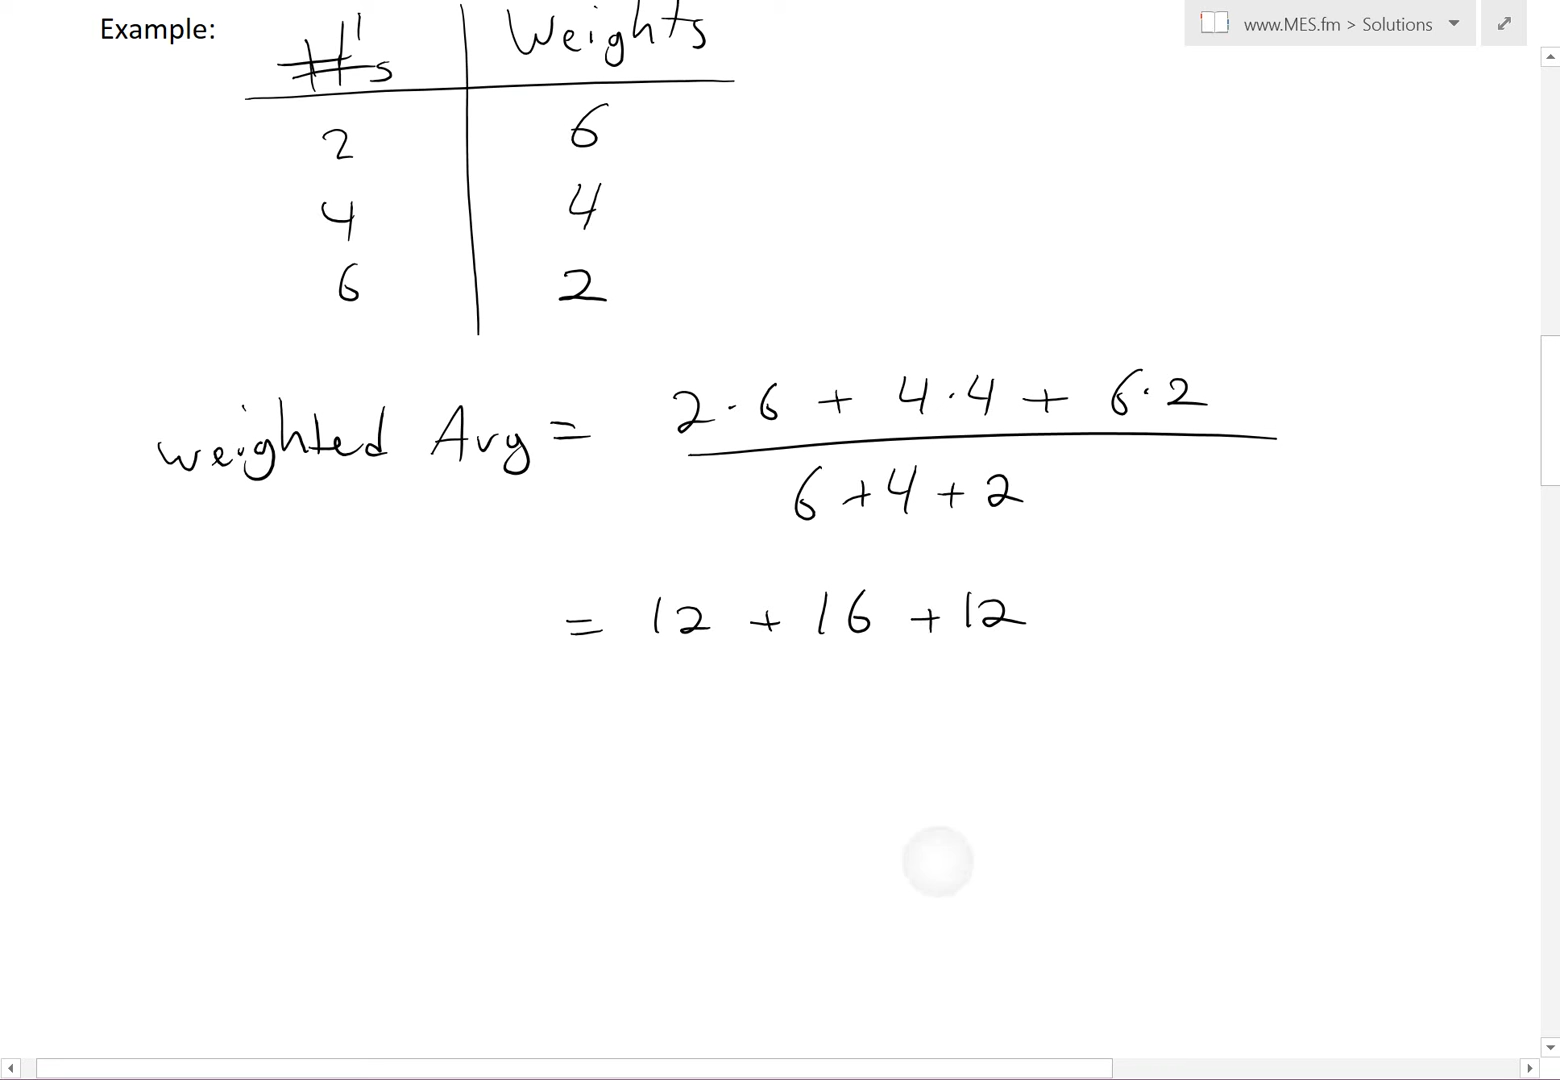 Example:
www.MES.fm > Solutions
#'s Weights
2 6
4 4
6 2
weighted Avg = 2·6 + 4·4 + 6·2
6+4+2
= 12 + 16 + 12